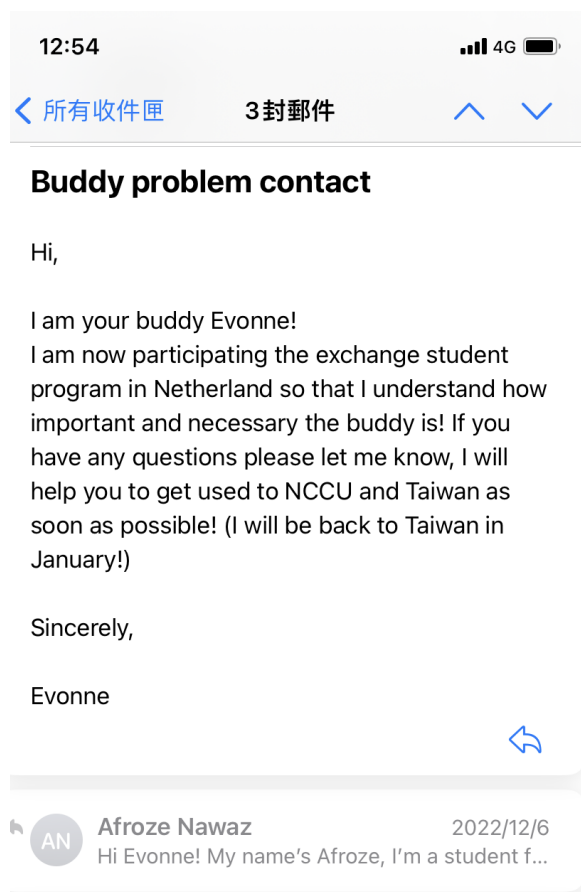 12:54 4G
所有收件匣 3封郵件
Buddy problem contact
Hi,
I am your buddy Evonne!
I am now participating the exchange student
program in Netherland so that I understand how
important and necessary the buddy is! If you
have any questions please let me know, I will
help you to get used to NCCU and Taiwan as
soon as possible! (I will be back to Taiwan in
January!)
Sincerely,
Evonne
AN Afroze Nawaz 2022/12/6
Hi Evonne! My name's Afroze, I'm a student f...